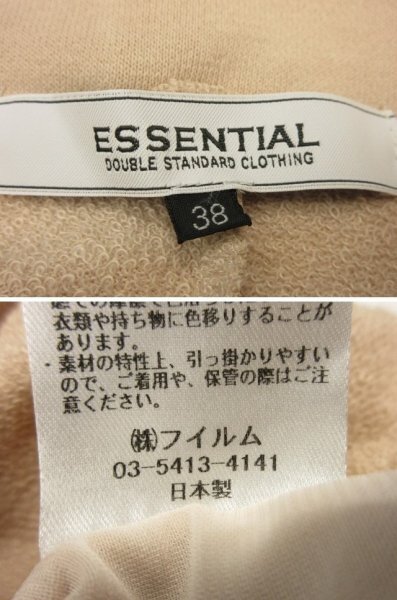 ESSENTIAL
DOUBLE STANDARD CLOTHING
38
衣類や持ち物に色移りすることが
あります。
・素材の特性上、引っ掛かりやすい
ので、ご着用や、保管の際はご注
意ください。
㈱フイルム
03-5413-4141
日本製